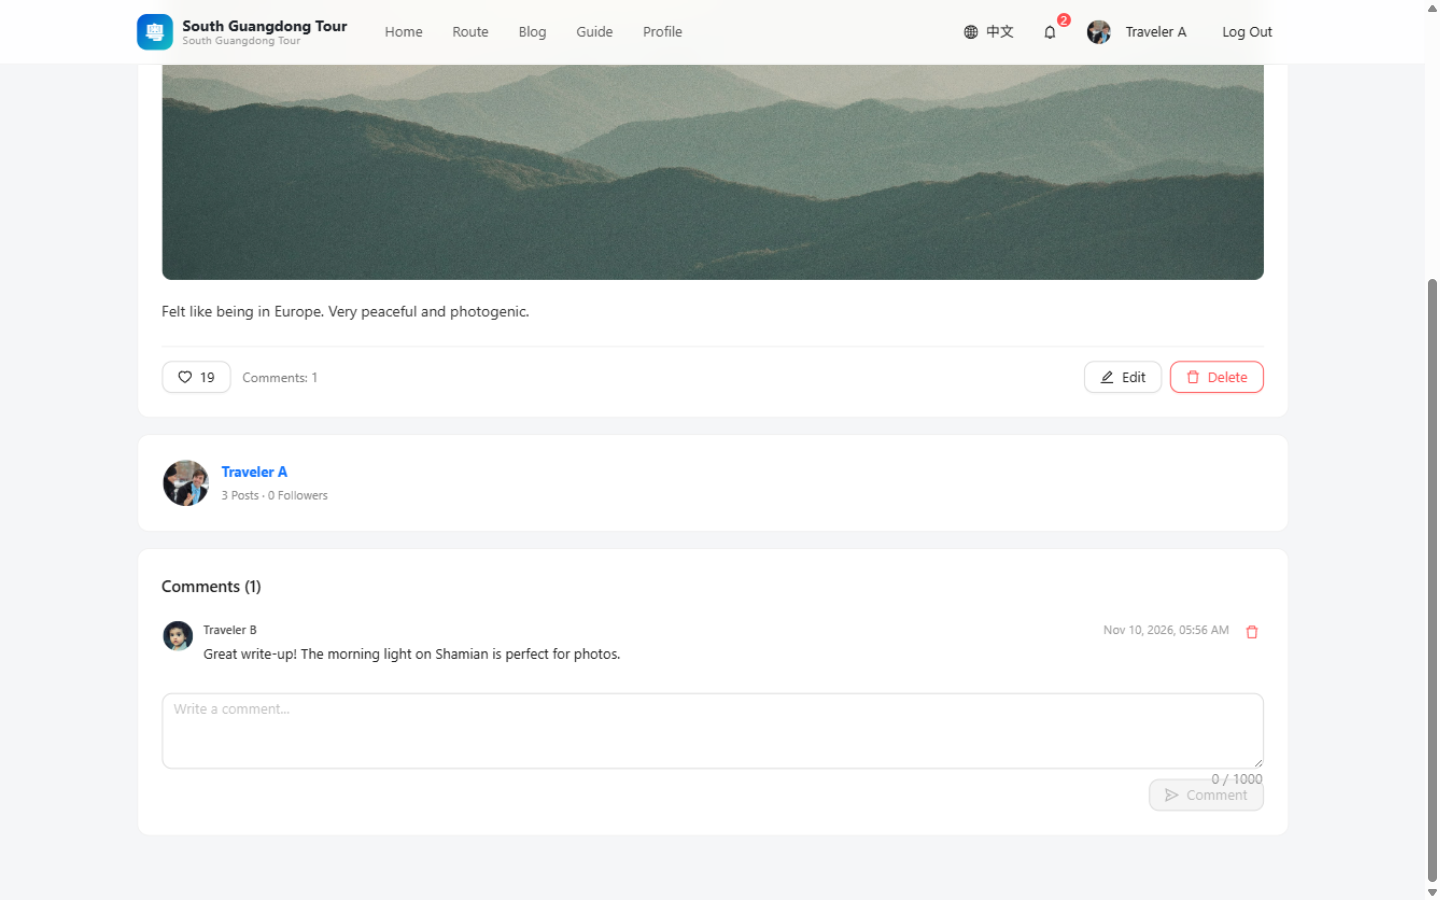 South Guangdong Tour
South Guangdong Tour
Home
Route
Blog
Guide
Profile
中文
2
Traveler A
Log Out
Felt like being in Europe. Very peaceful and photogenic.
19
Comments: 1
Edit
Delete
Traveler A
3 Posts · 0 Followers
Comments (1)
Traveler B
Nov 10, 2026, 05:56 AM
Great write-up! The morning light on Shamian is perfect for photos.
Write a comment...
0 / 1000
Comment